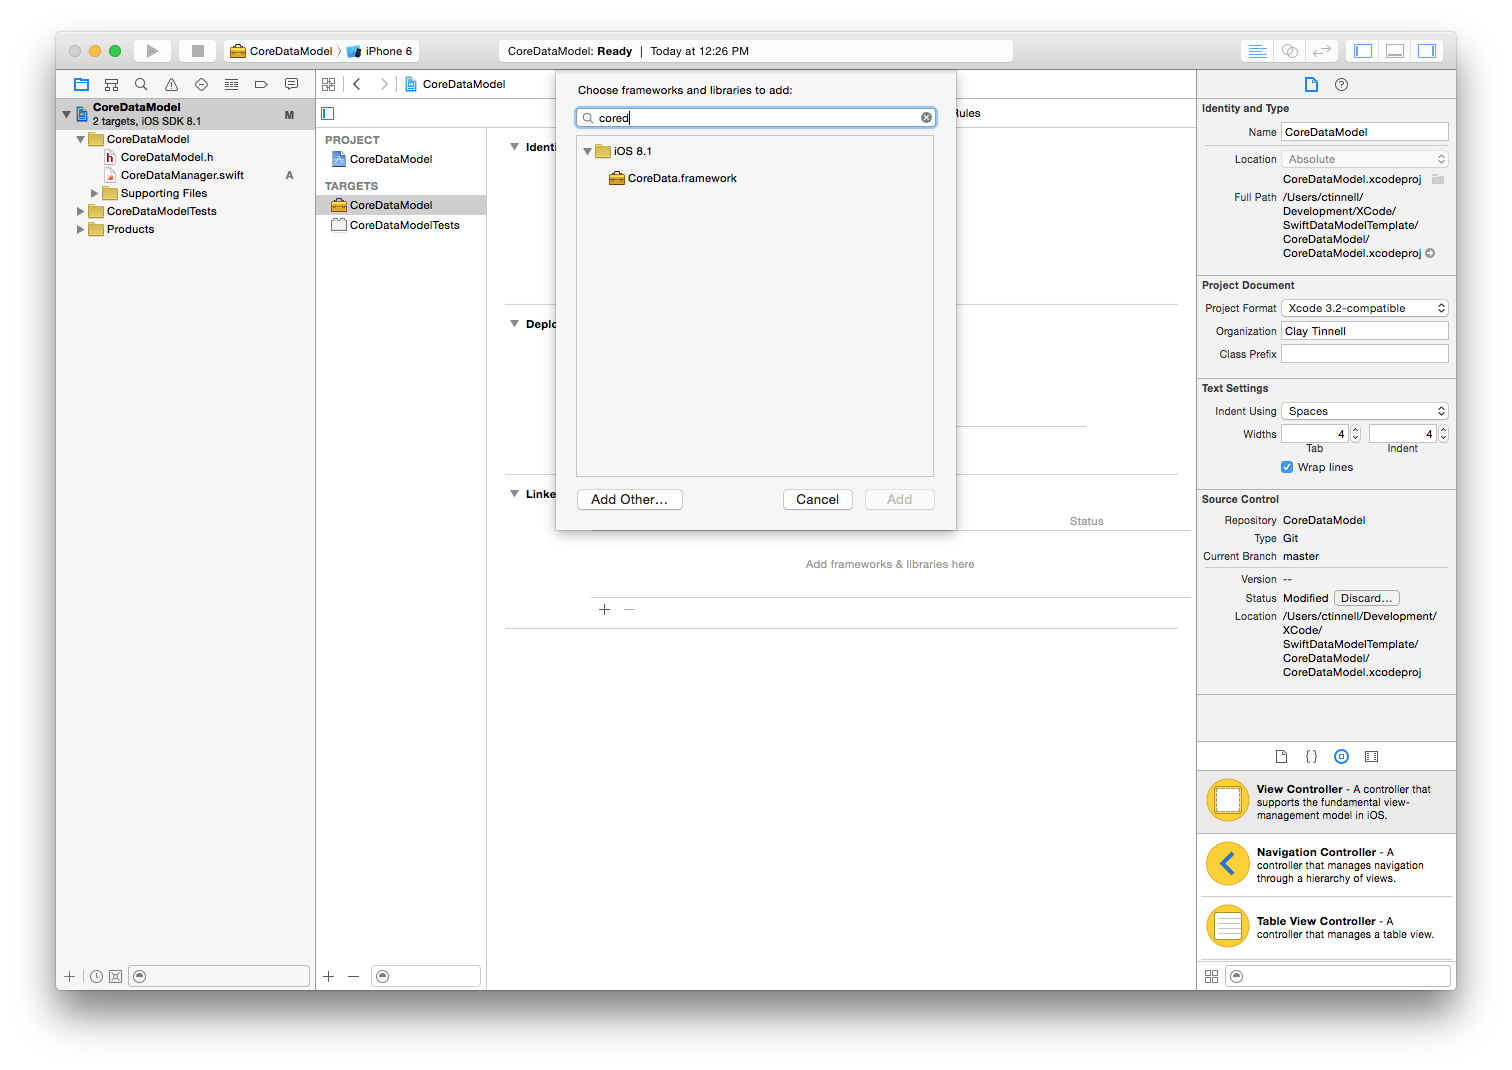 CoreDataModel
iPhone 6
CoreDataModel: Ready | Today at 12:26 PM
CoreDataModel
2 targets, iOS SDK 8.1
M
CoreDataModel
h
CoreDataModel.h
CoreDataManager.swift
A
Supporting Files
CoreDataModelTests
Products
CoreDataModel
PROJECT
CoreDataModel
TARGETS
CoreDataModel
CoreDataModelTests
Identi
Deplo
Linke
Rules
Choose frameworks and libraries to add:
cored
iOS 8.1
CoreData.framework
Add Other...
Cancel
Add
Status
Add frameworks & libraries here
Identity and Type
Name CoreDataModel
Location Absolute
CoreDataModel.xcodeproj
Full Path /Users/ctinnell/
Development/XCode/
SwiftDataModelTemplate/
CoreDataModel/
CoreDataModel.xcodeproj
Project Document
Project Format Xcode 3.2-compatible
Organization Clay Tinnell
Class Prefix
Text Settings
Indent Using Spaces
Widths 4 4
Tab Indent
Wrap lines
Source Control
Repository CoreDataModel
Type Git
Current Branch master
Version --
Status Modified Discard...
Location /Users/ctinnell/Development/
XCode/
SwiftDataModelTemplate/
CoreDataModel/
CoreDataModel.xcodeproj
View Controller - A controller that
supports the fundamental view-
management model in iOS.
Navigation Controller - A
controller that manages navigation
through a hierarchy of views.
Table View Controller - A
controller that manages a table view.